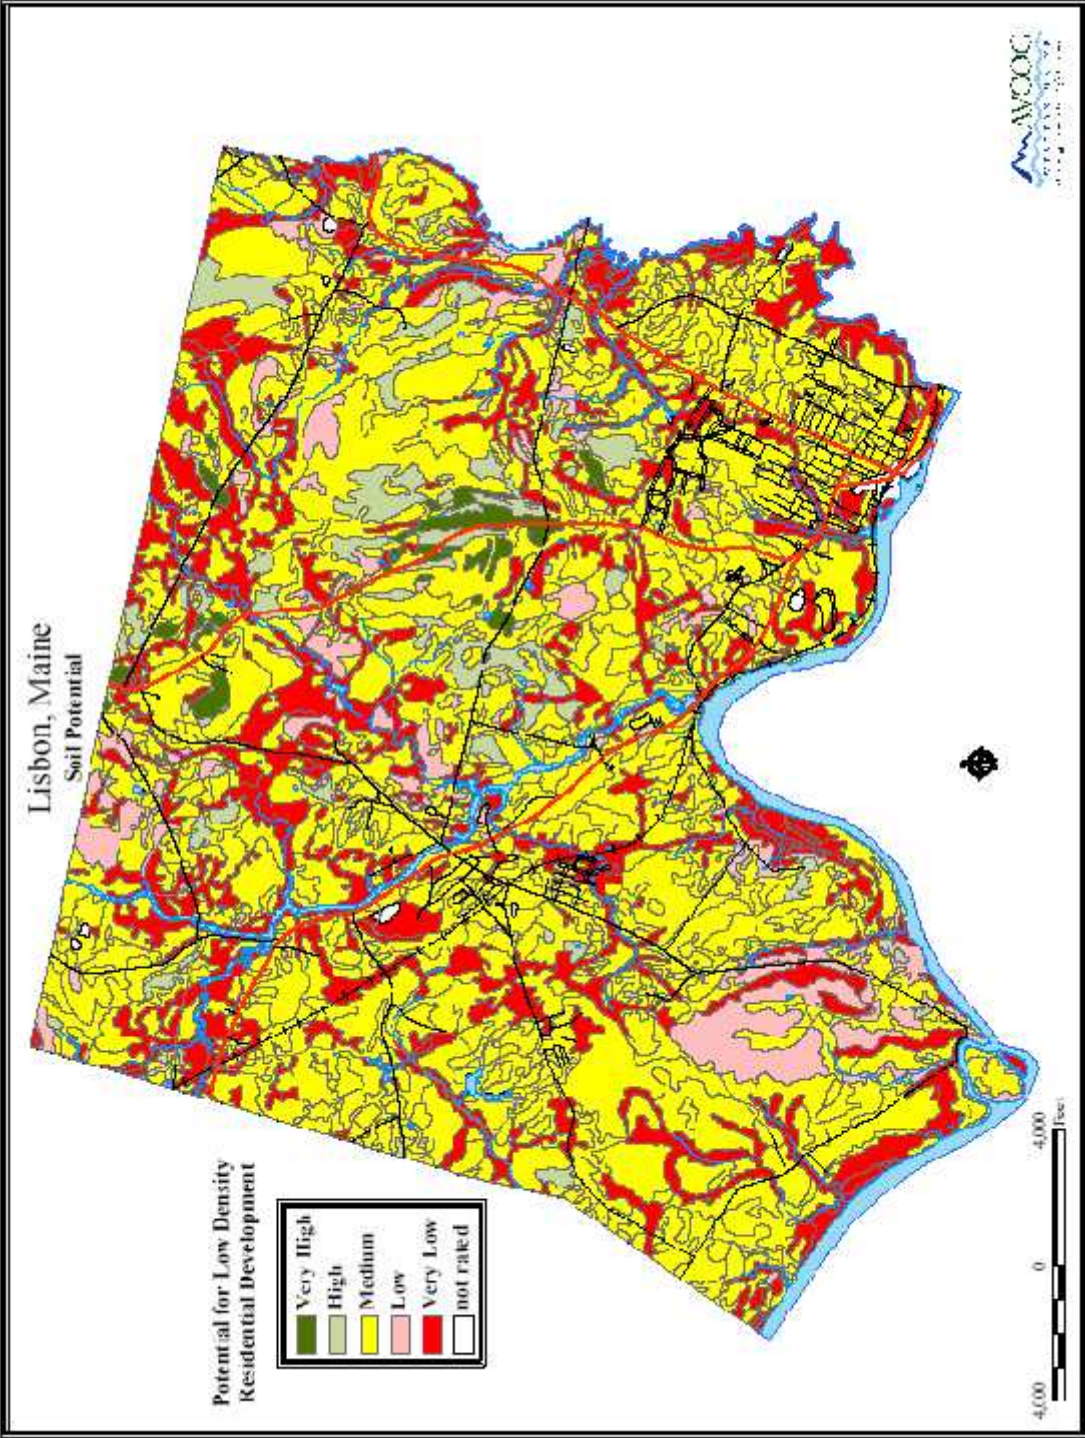 Lisbon, Maine
Soil Potential
Potential for Low Density
Residential Development
Very High
High
Medium
Low
Very Low
not rated
4,000
0
4,000
Feet
AVCOG